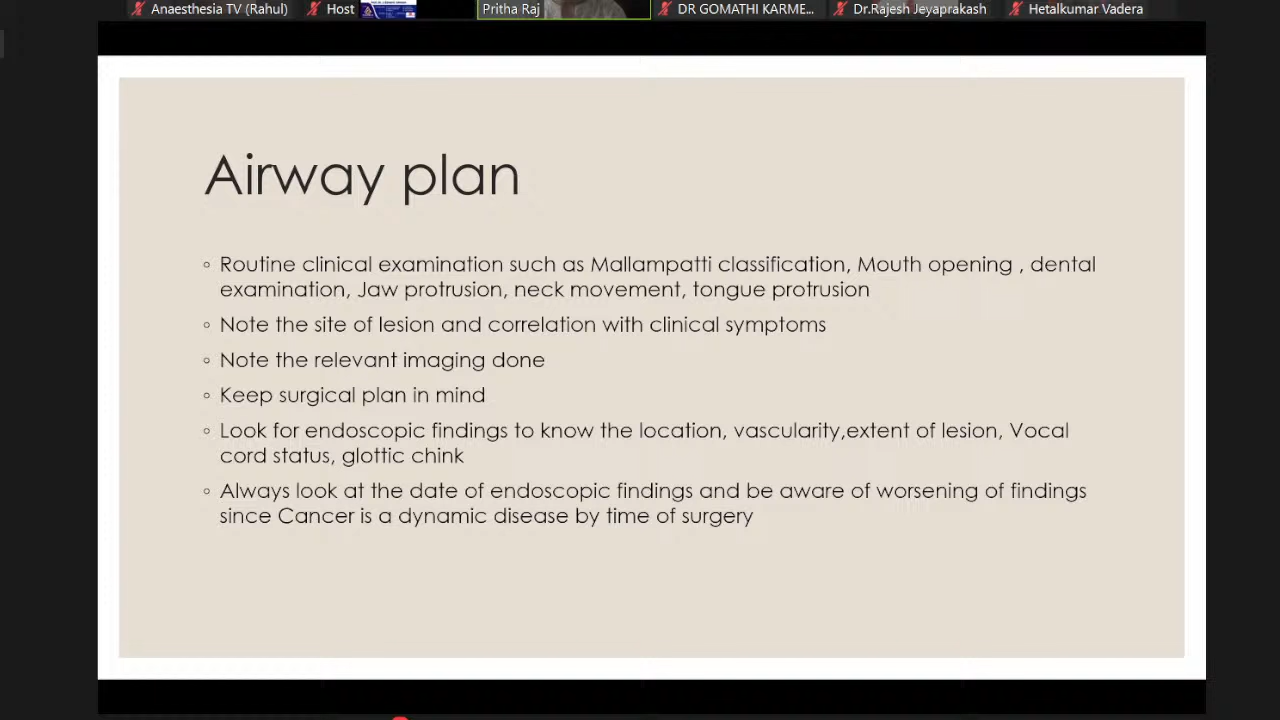 Anaesthesia TV (Rahul) Host Pritha Raj DR GOMATHI KARME... Dr.Rajesh Jeyaprakash Hetalkumar Vadera
Airway plan
◦ Routine clinical examination such as Mallampatti classification, Mouth opening , dental
examination, Jaw protrusion, neck movement, tongue protrusion
◦ Note the site of lesion and correlation with clinical symptoms
◦ Note the relevant imaging done
◦ Keep surgical plan in mind
◦ Look for endoscopic findings to know the location, vascularity,extent of lesion, Vocal
cord status, glottic chink
◦ Always look at the date of endoscopic findings and be aware of worsening of findings
since Cancer is a dynamic disease by time of surgery